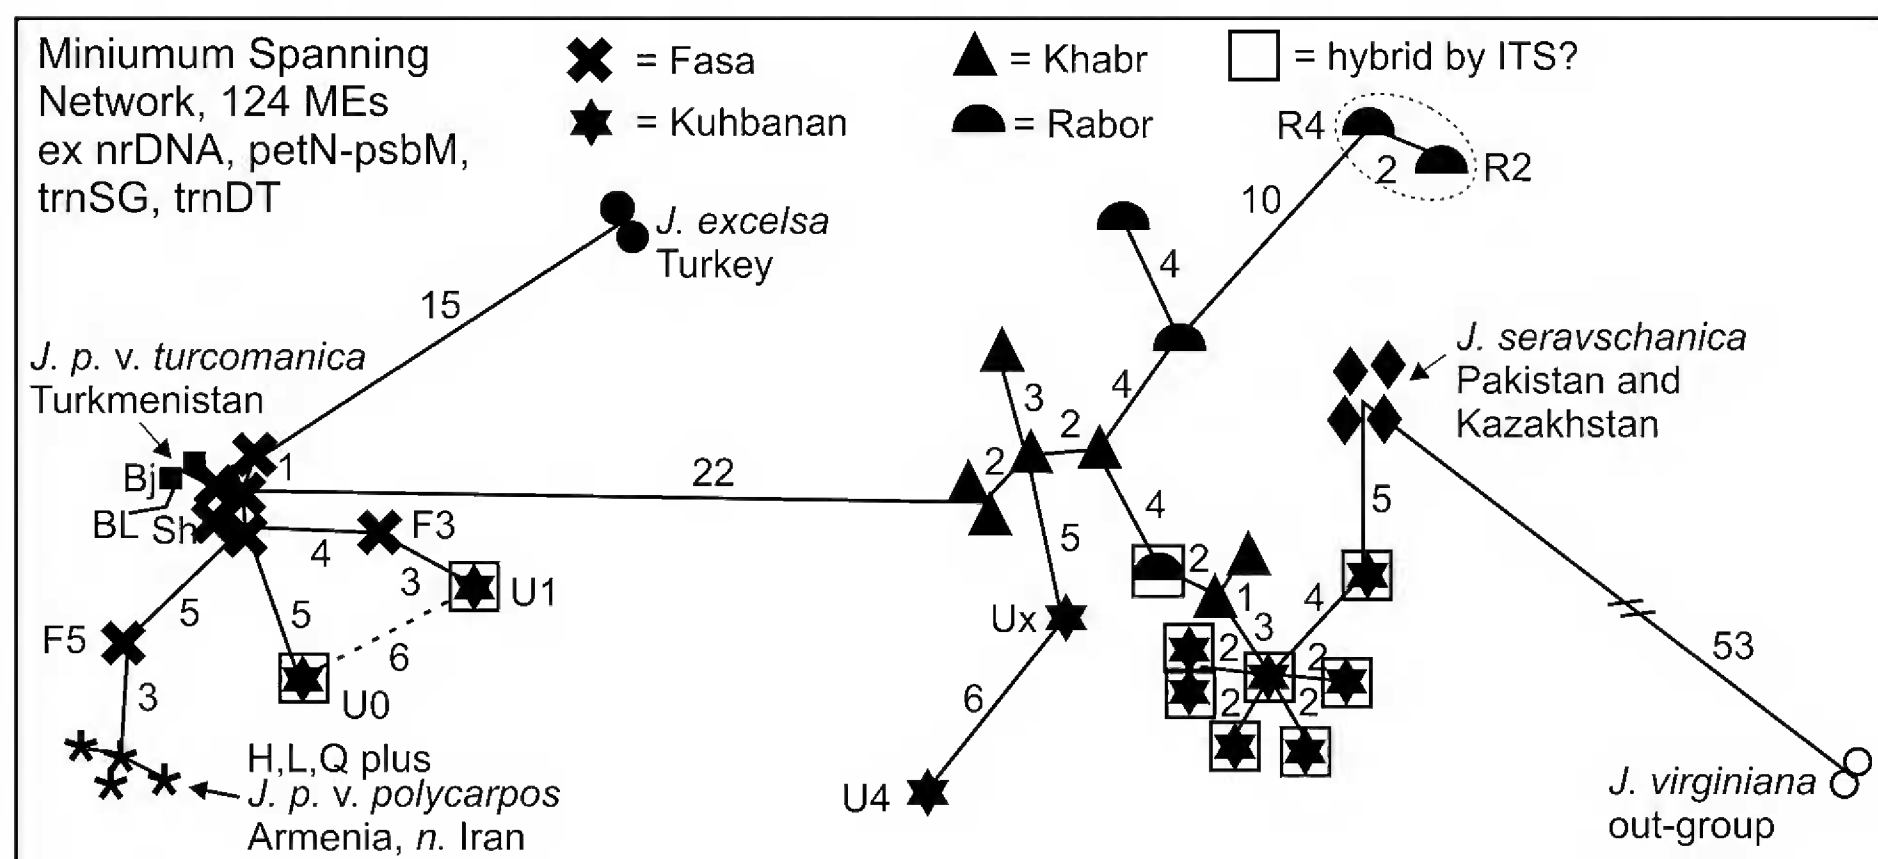 Miniumum Spanning
Network, 124 MEs
ex nrDNA, petN-psbM,
trnSG, trnDT
= Fasa
= Kuhbanan
= Khabr
= Rabor
= hybrid by ITS?
R4
2
R2
10
J. excelsa
Turkey
4
15
J. p. v. turcomanica
Turkmenistan
J. seravschanica
Pakistan and
Kazakhstan
3
4
2
1
2
22
Bj
BL
Sh
F3
4
3
U1
5
4
5
2
1
5
5
F5
U0
6
3
Ux
6
4
3
2
2
2
2
53
H,L,Q plus
J. p. v. polycarpos
Armenia, n. Iran
U4
J. virginiana
out-group